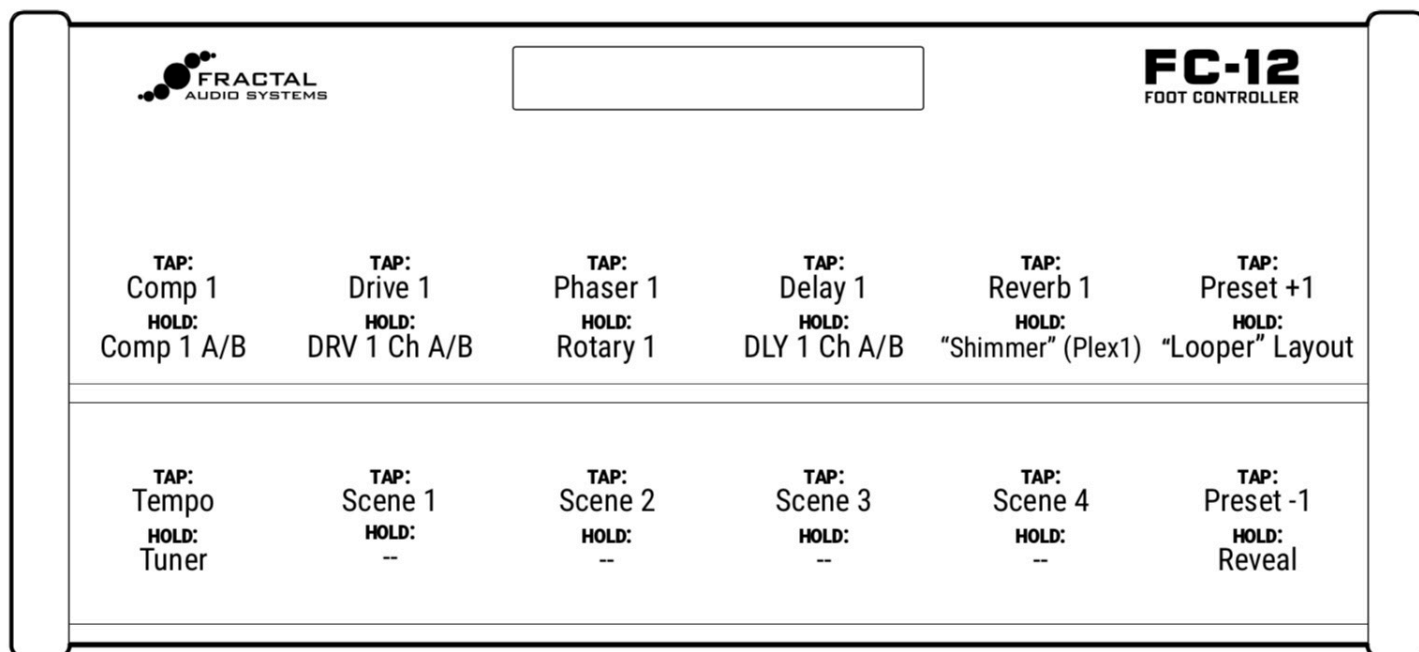 FRACTAL
AUDIO SYSTEMS
FC-12
FOOT CONTROLLER
TAP: TAP: TAP: TAP: TAP: TAP:
Comp 1 Drive 1 Phaser 1 Delay 1 Reverb 1 Preset +1
HOLD: HOLD: HOLD: HOLD: HOLD: HOLD:
Comp 1 A/B DRV 1 Ch A/B Rotary 1 DLY 1 Ch A/B “Shimmer” (Plex1) “Looper” Layout
TAP: TAP: TAP: TAP: TAP: TAP:
Tempo Scene 1 Scene 2 Scene 3 Scene 4 Preset -1
HOLD: HOLD: HOLD: HOLD: HOLD: HOLD:
Tuner -- -- -- -- Reveal